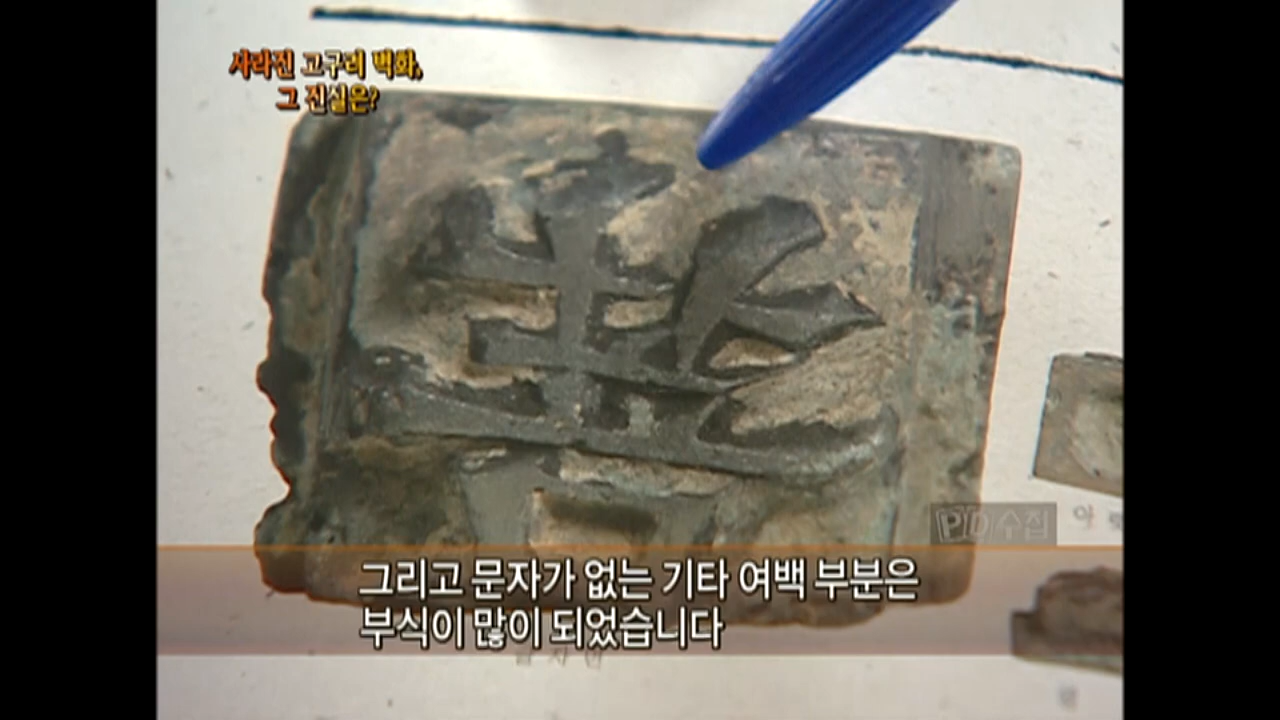 사라진 고구려 벽화,
그 진실은?
PD수첩
그리고 문자가 없는 기타 여백 부분은
부식이 많이 되었습니다